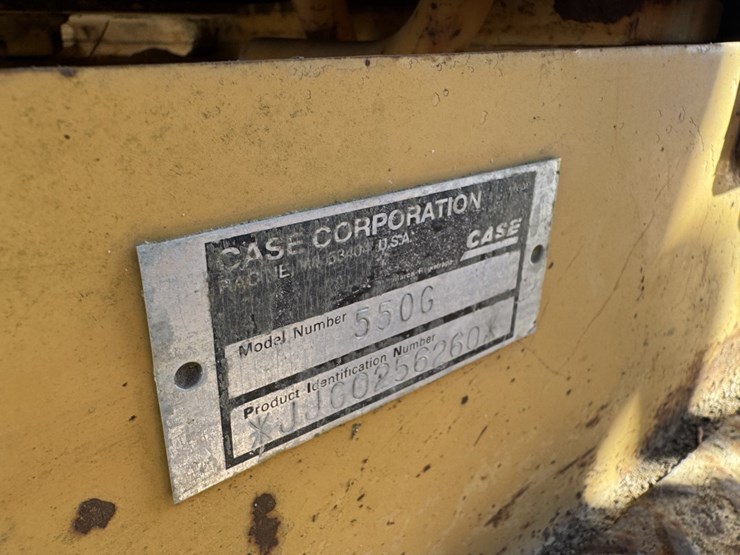 CASE CORPORATION
RACINE, WI 53404 U.S.A.
CASE
Model Number 550G
Product Identification Number
*JJG0256260*